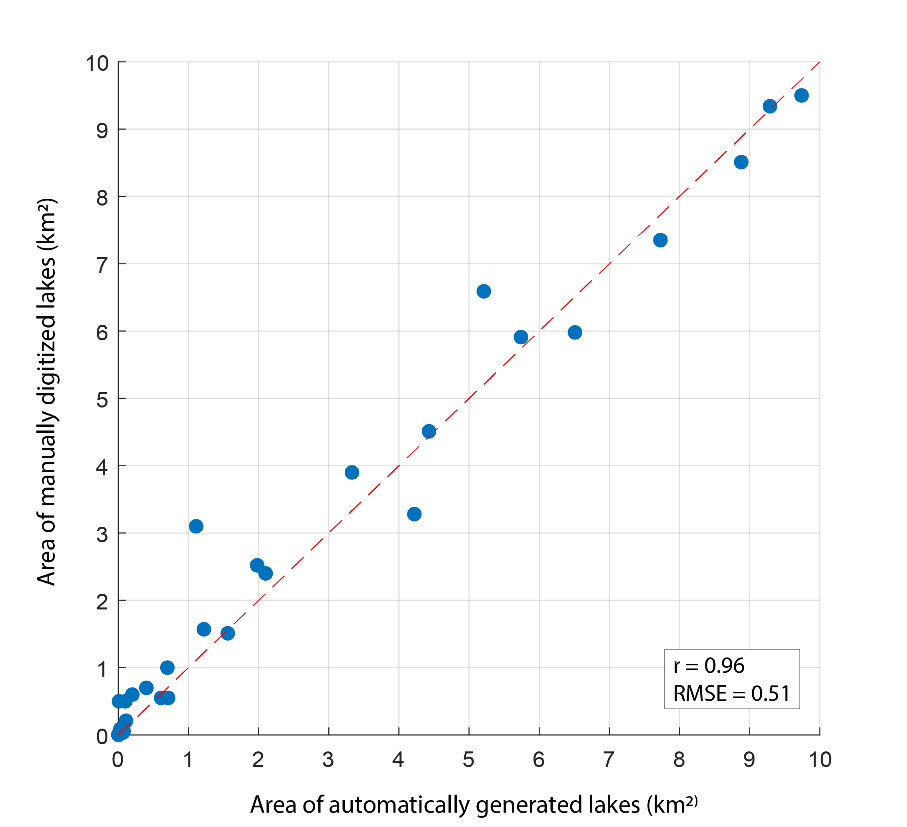 10
9
8
7
6
5
4
3
2
1
0
Area of manually digitized lakes (km²)
r = 0.96
RMSE = 0.51
0 1 2 3 4 5 6 7 8 9 10
Area of automatically generated lakes (km²)